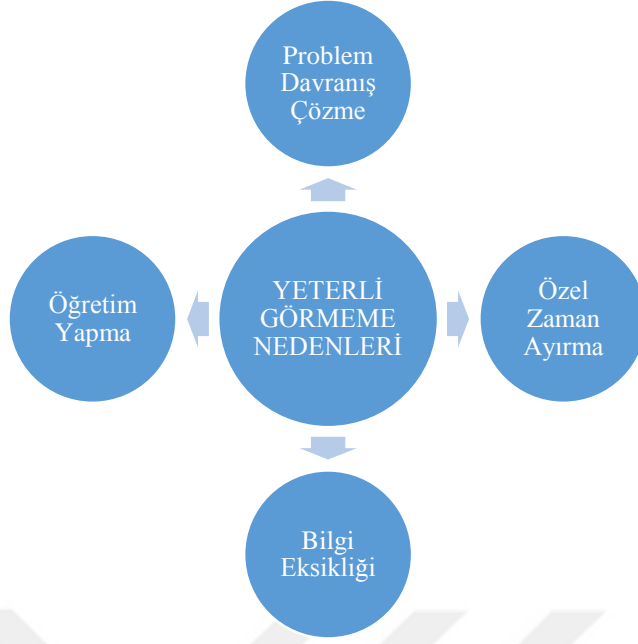 Problem
Davranış
Çözme
Öğretim
Yapma
YETERLİ
GÖRMEME
NEDENLERİ
Özel
Zaman
Ayırma
Bilgi
Eksikliği